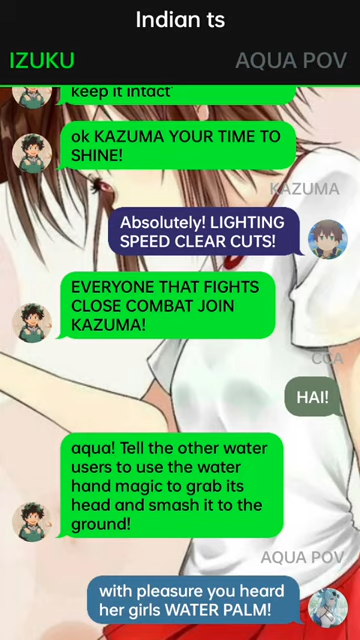 Indian ts
IZUKU
AQUA POV
keep it intact'
ok KAZUMA YOUR TIME TO
SHINE!
KAZUMA
Absolutely! LIGHTING
SPEED CLEAR CUTS!
EVERYONE THAT FIGHTS
CLOSE COMBAT JOIN
KAZUMA!
CCA
HAI!
aqua! Tell the other water
users to use the water
hand magic to grab its
head and smash it to the
ground!
AQUA POV
with pleasure you heard
her girls WATER PALM!